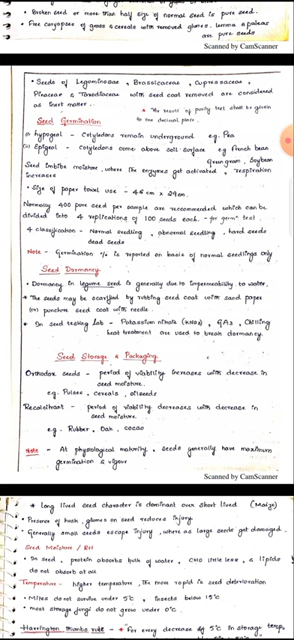 • Broken seed or more than half size of normal seed is pure seed.
• Free caryopses of grass & cereals with removed glumes, lemma & paleas
are pure seeds
Scanned by CamScanner
• Seeds of Leguminosae, Brassicaceae, Cupressaceae,
Pinaceae & Taxodiaceae with seed coat removed are considered
as inert matter.
* The result of purity test shall be given
to one decimal place.
Seed Germination
(i) hypogeal - Cotyledons remain underground e.g. Pea
(ii) Epigeal - cotyledons come above soil surface e.g French bean
Green gram, Soybean
Seed imbibe moisture, where the enzymes get activated, respiration
increases
• Size of paper towel use - 46 cm x 29 cm.
Normally 400 pure seed per sample are recommended which can be
divided into 4 replications of 100 seeds each. - for germn test.
4 classification - Normal seedling, abnormal seedling, hard seeds
dead seeds
Note - Germination % is reported on basis of normal seedlings only
Seed Dormancy
• Dormancy in legume seed is generally due to impermeability to water.
* The seeds may be scarified by rubbing seed coat with sand paper
(or) puncture seed coat with needle.
* In seed testing lab - Potassium nitrate (KNO3), GA3, Chilling
heat treatment are used to break dormancy.
Seed Storage & Packaging
Orthodox seeds - period of viability increases with decrease in
seed moisture.
e.g. Pulses, cereals, oilseeds
Recalcitrant - period of viability decreases with decrease in
seed moisture.
e.g. Rubber, Oak, cocao
Note - At physiological maturity, seeds generally have maximum
germination & vigour
Scanned by CamScanner
* long lived seed character is dominant over short lived (Maize)
• Presence of husk, glumes on seed reduces injury.
• Generally small seeds escape injury, where as large seeds get damaged.
Seed Moisture / RH
• In seed, protein absorbs bulk of water, CHO little less, & lipids
do not absorb at all
Temperature - higher temperature, the more rapid is seed deterioration
• Mites do not survive under 5°C, insects below 15°C
• most storage fungi do not grow under 0°C.
Harrington thumbs rule - * For every decrease of 5°C in storage temp,